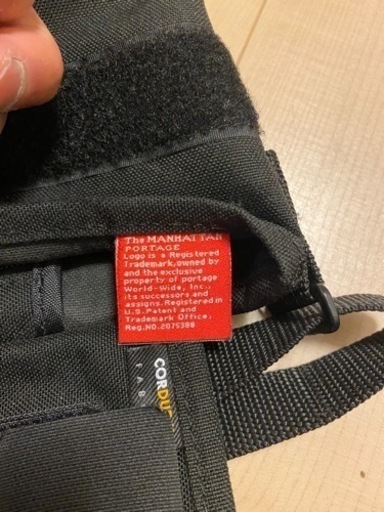 The MANHATTAN
PORTAGE
Logo is a Registered
Trademark,owned by
and the exclusive
property of portage
World-Wide, Inc.,
its successors and
assigns. Registered in
U.S.Patent and
Trademark Office.
Reg.NO.2075388
CORDU